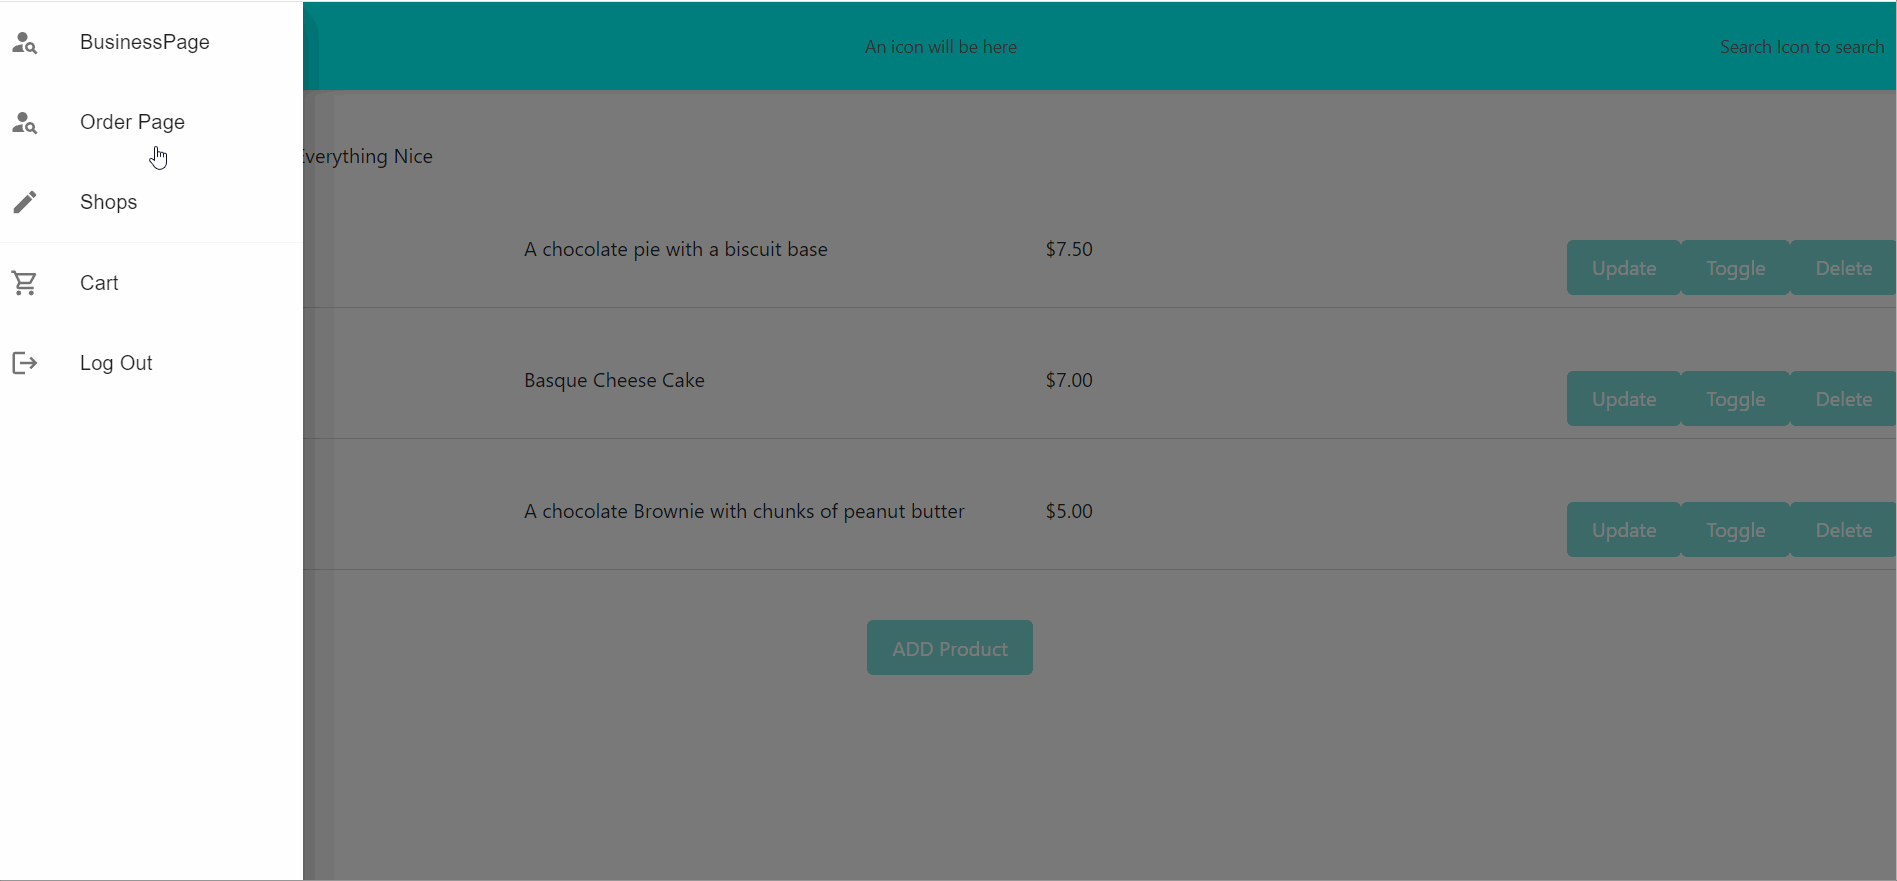 BusinessPage
Order Page
Shops
Cart
Log Out
An icon will be here
Search Icon to search
Everything Nice
A chocolate pie with a biscuit base $7.50 Update Toggle Delete
Basque Cheese Cake $7.00 Update Toggle Delete
A chocolate Brownie with chunks of peanut butter $5.00 Update Toggle Delete
ADD Product